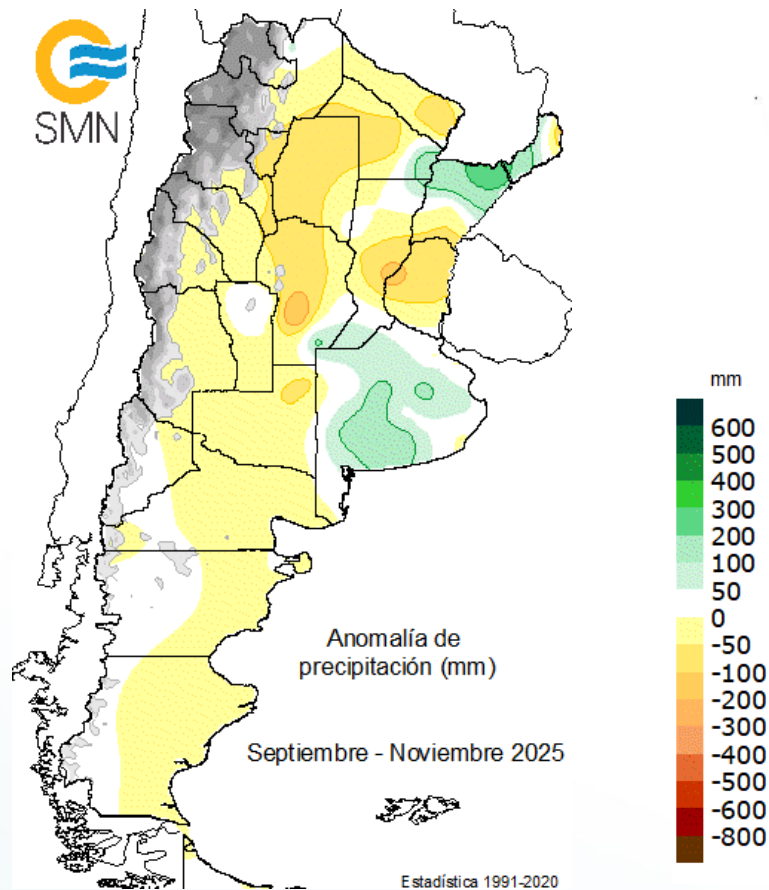 SMN
mm
600
500
400
300
200
100
50
0
-50
-100
-200
-300
-400
-500
-600
-800
Anomalía de
precipitación (mm)
Septiembre - Noviembre 2025
Estadística 1991-2020